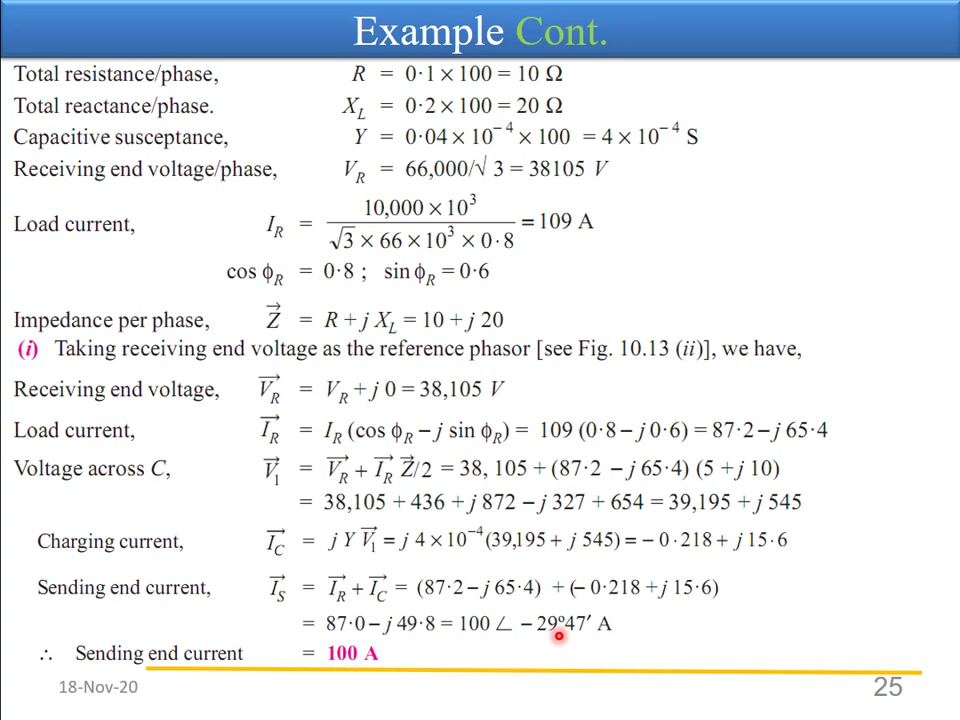 Example Cont.
Total resistance/phase, R = 0·1 × 100 = 10 Ω
Total reactance/phase. X_L = 0·2 × 100 = 20 Ω
Capacitive susceptance, Y = 0·04 × 10⁻⁴ × 100 = 4 × 10⁻⁴ S
Receiving end voltage/phase, V_R = 66,000/√ 3 = 38105 V
Load current, I_R = 10,000 × 10³ / √3 × 66 × 10³ × 0·8 = 109 A
cos ϕ_R = 0·8 ; sin ϕ_R = 0·6
Impedance per phase, Z⃗ = R + j X_L = 10 + j 20
(i) Taking receiving end voltage as the reference phasor [see Fig. 10.13 (ii)], we have,
Receiving end voltage, V_R⃗ = V_R + j 0 = 38,105 V
Load current, I_R⃗ = I_R (cos ϕ_R − j sin ϕ_R) = 109 (0·8 − j 0·6) = 87·2 − j 65·4
Voltage across C, V₁⃗ = V_R⃗ + I_R⃗ Z⃗/2 = 38, 105 + (87·2 − j 65·4) (5 + j 10)
= 38,105 + 436 + j 872 − j 327 + 654 = 39,195 + j 545
Charging current, I_C⃗ = j Y V₁⃗ = j 4 × 10⁻⁴ (39,195 + j 545) = − 0·218 + j 15·6
Sending end current, I_S⃗ = I_R⃗ + I_C⃗ = (87·2 − j 65·4) + (− 0·218 + j 15·6)
= 87·0 − j 49·8 = 100 ∠ − 29º47′ A
∴ Sending end current = 100 A
18-Nov-20
25